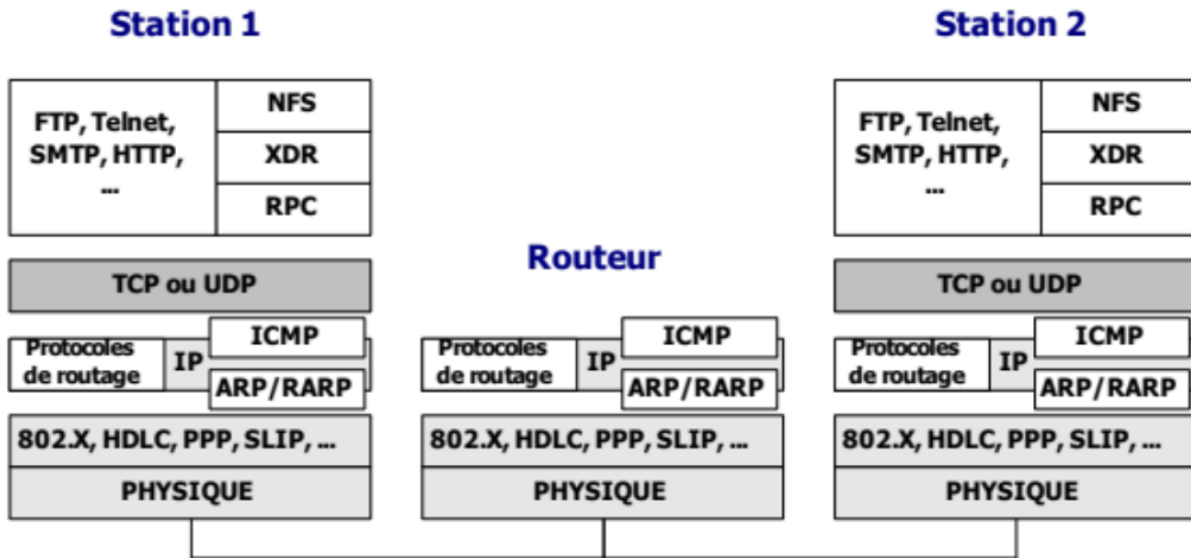 Station 1
FTP, Telnet,
SMTP, HTTP,
...
NFS
XDR
RPC
TCP ou UDP
Protocoles
de routage
IP
ICMP
ARP/RARP
802.X, HDLC, PPP, SLIP, ...
PHYSIQUE
Routeur
Protocoles
de routage
IP
ICMP
ARP/RARP
802.X, HDLC, PPP, SLIP, ...
PHYSIQUE
Station 2
FTP, Telnet,
SMTP, HTTP,
...
NFS
XDR
RPC
TCP ou UDP
Protocoles
de routage
IP
ICMP
ARP/RARP
802.X, HDLC, PPP, SLIP, ...
PHYSIQUE